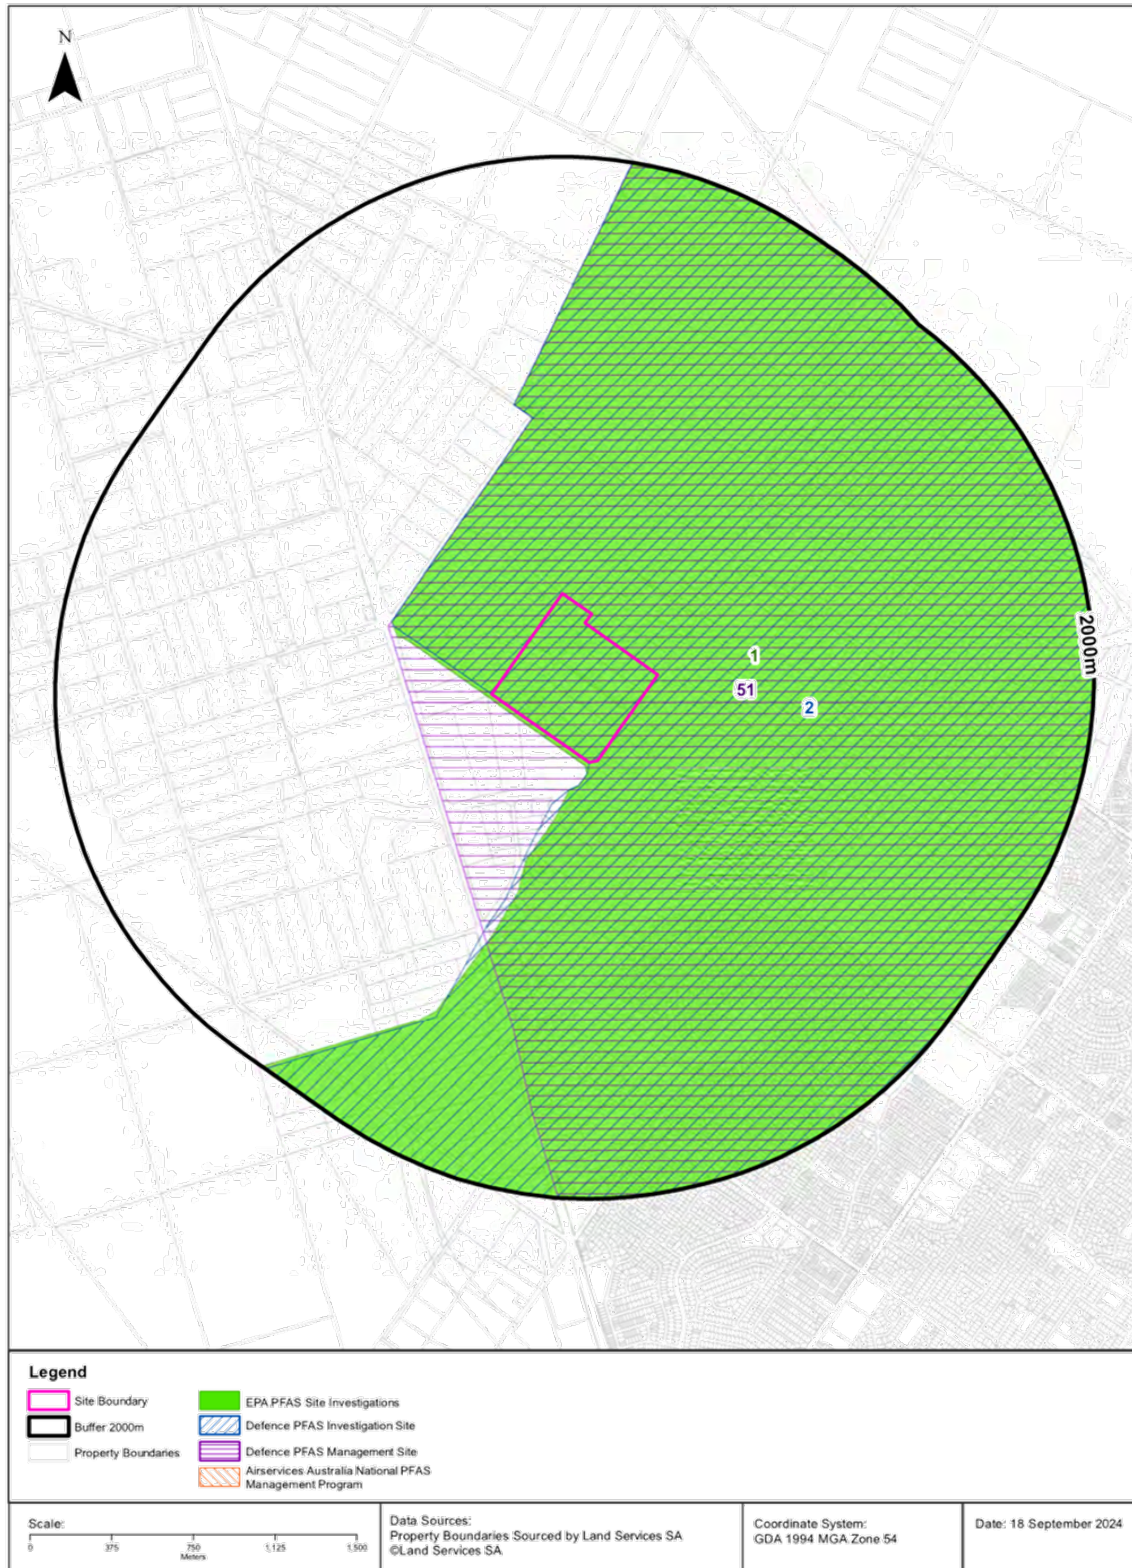 N
2000m
1
51
2
Legend
Site Boundary
Buffer 2000m
Property Boundaries
EPA PFAS Site Investigations
Defence PFAS Investigation Site
Defence PFAS Management Site
Airservices Australia National PFAS
Management Program
Scale:
0 375 750 1,125 1,500
Meters
Data Sources:
Property Boundaries Sourced by Land Services SA
©Land Services SA
Coordinate System:
GDA 1994 MGA Zone 54
Date: 18 September 2024